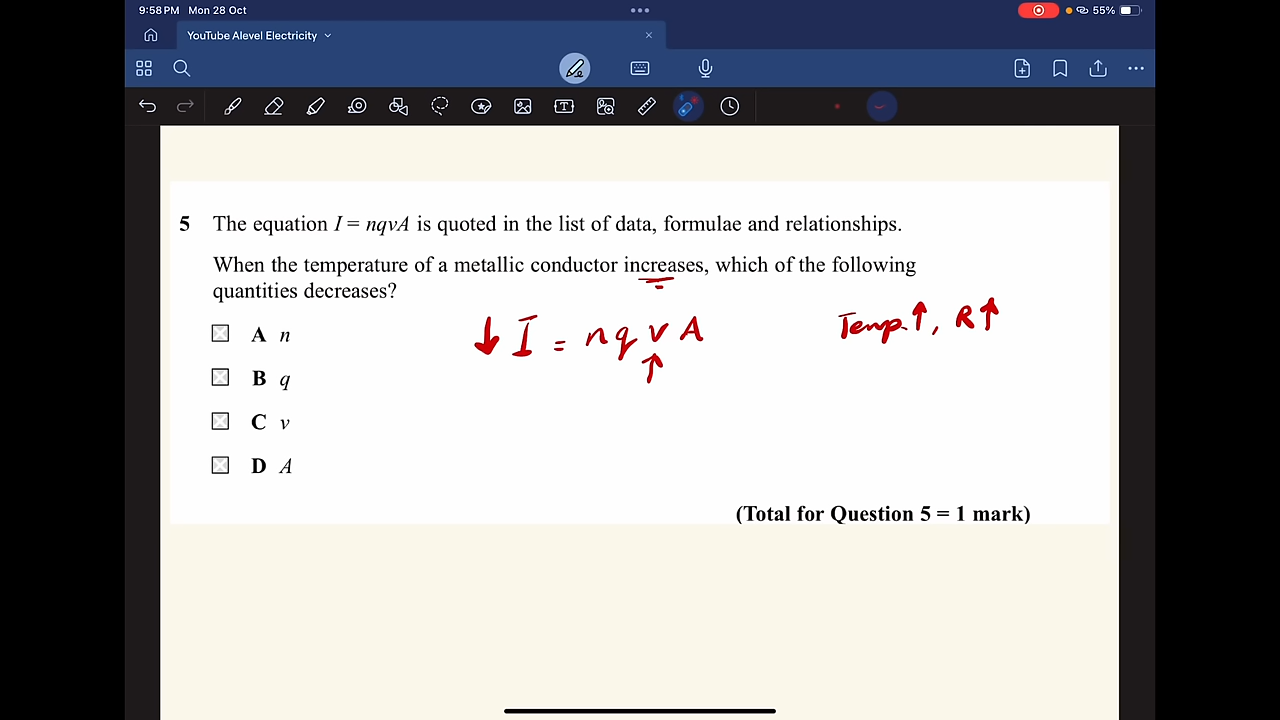 9:58 PM Mon 28 Oct
55%
YouTube Alevel Electricity
5 The equation I = nqvA is quoted in the list of data, formulae and relationships.
When the temperature of a metallic conductor increases, which of the following
quantities decreases?
A n
B q
C v
D A
↓ I = nqvA
↑
Temp.↑, R↑
(Total for Question 5 = 1 mark)